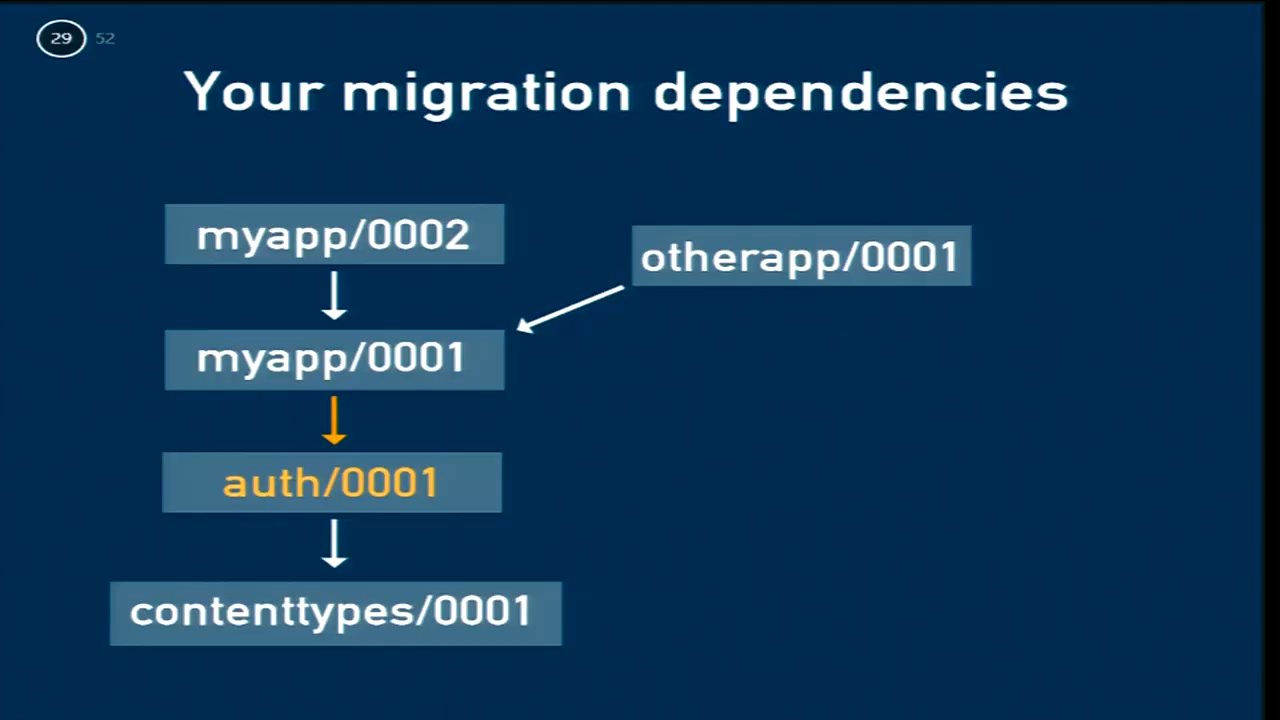 29 52
Your migration dependencies
myapp/0002
otherapp/0001
myapp/0001
auth/0001
contenttypes/0001